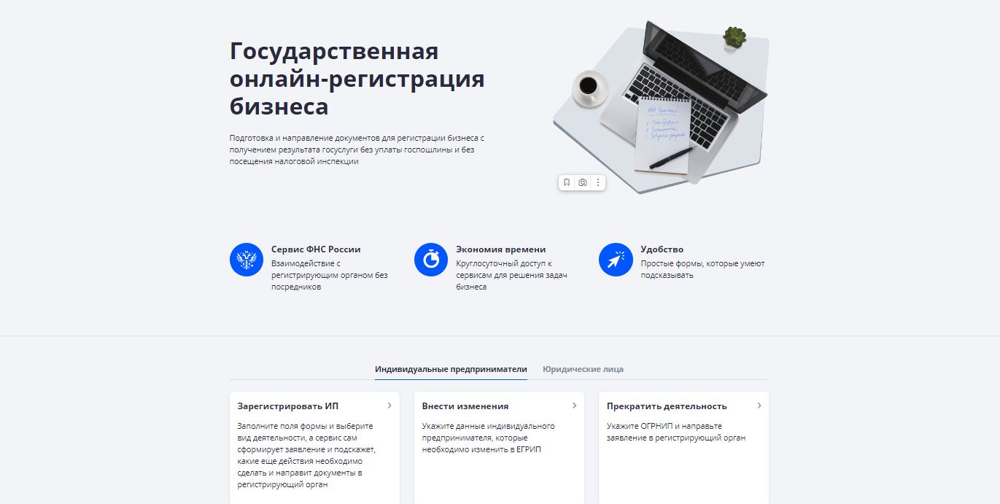 Государственная
онлайн-регистрация
бизнеса
Подготовка и направление документов для регистрации бизнеса с
получением результата госуслуги без уплаты госпошлины и без
посещения налоговой инспекции
Сервис ФНС России
Взаимодействие с
регистрирующим органом без
посредников
Экономия времени
Круглосуточный доступ к
сервисам для решения задач
бизнеса
Удобство
Простые формы, которые умеют
подсказывать
Индивидуальные предприниматели
Юридические лица
Зарегистрировать ИП
Заполните поля формы и выберите
вид деятельности, а сервис сам
сформирует заявление и подскажет,
какие еще действия необходимо
сделать и направит документы в
регистрирующий орган
Внести изменения
Укажите данные индивидуального
предпринимателя, которые
необходимо изменить в ЕГРИП
Прекратить деятельность
Укажите ОГРНИП и направьте
заявление в регистрирующий орган